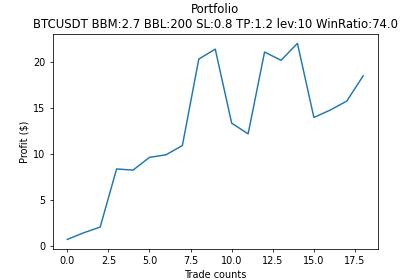 Portfolio
BTCUSDT BBM:2.7 BBL:200 SL:0.8 TP:1.2 lev:10 WinRatio:74.0
20
15
10
5
0
Profit ($)
0.0 2.5 5.0 7.5 10.0 12.5 15.0 17.5
Trade counts